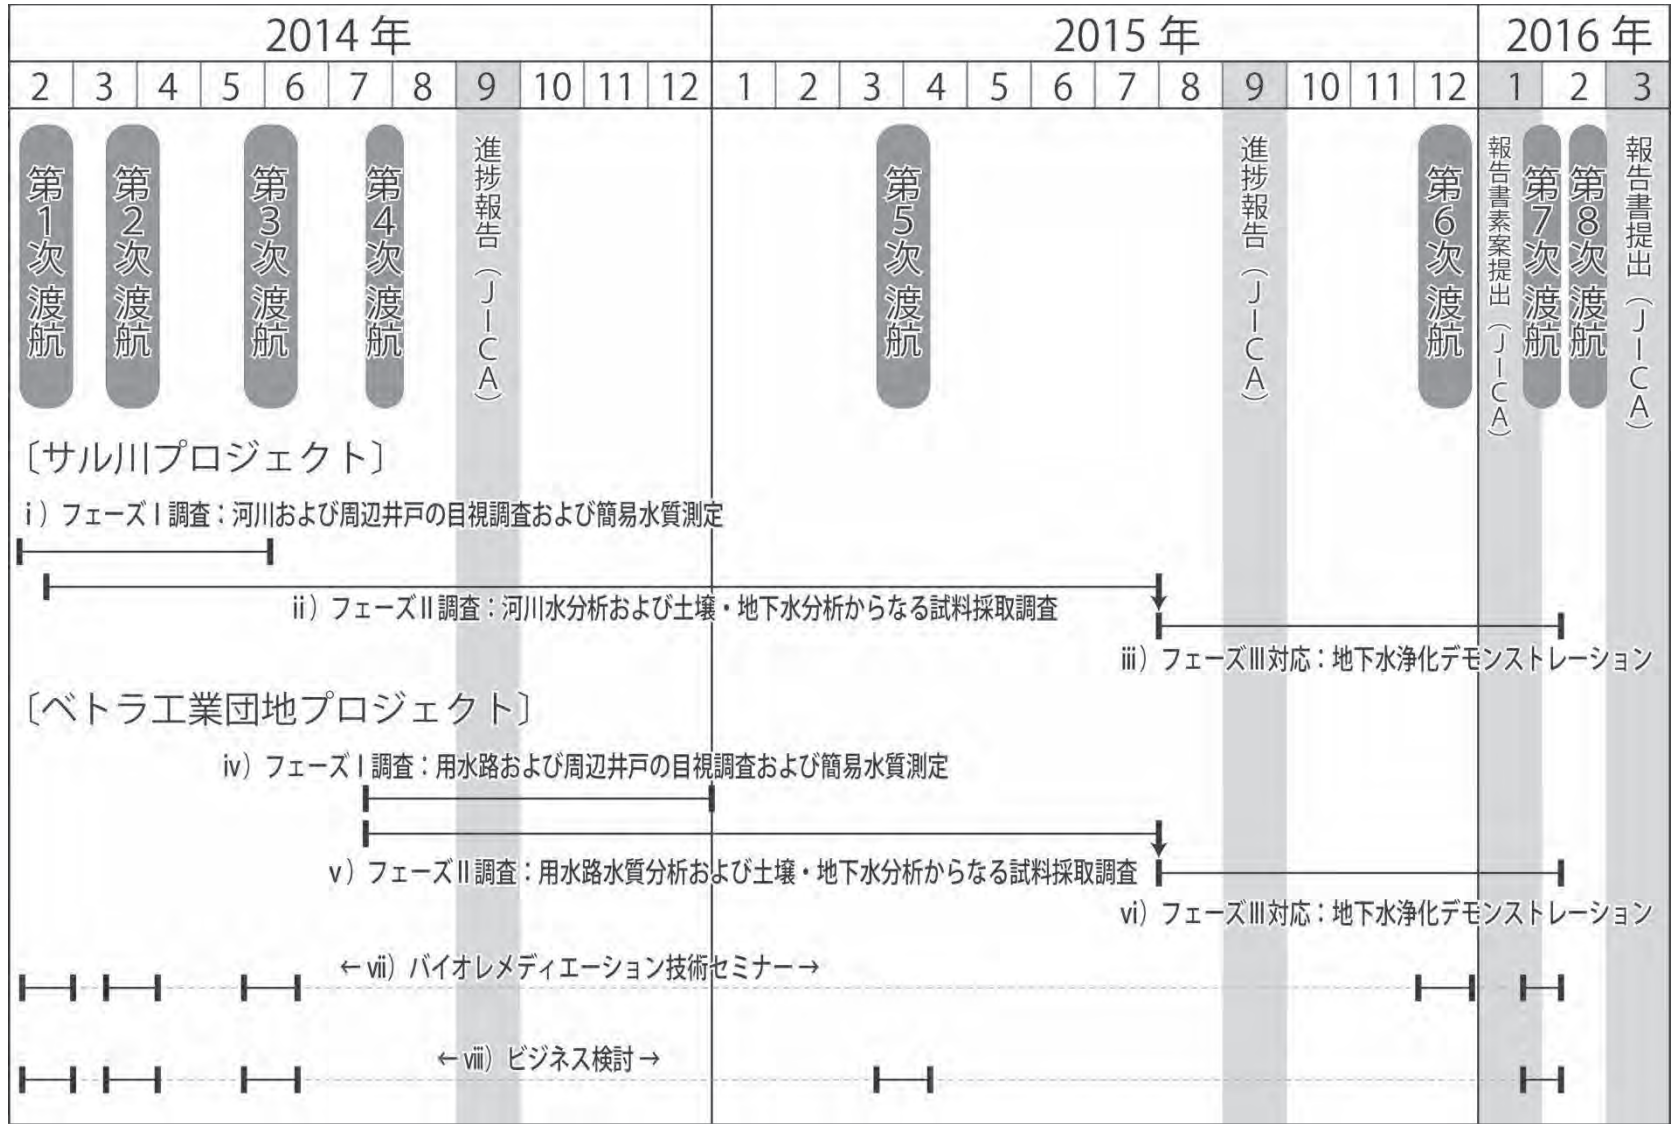 2014 年
2015 年
2016 年
2 3 4 5 6 7 8 9 10 11 12 1 2 3 4 5 6 7 8 9 10 11 12 1 2 3
第1次 渡航
第2次 渡航
第3次 渡航
第4次 渡航
進捗報告（JICA）
第5次 渡航
進捗報告（JICA）
第6次 渡航
報告書素案提出（JICA）
第7次 渡航
第8次 渡航
報告書提出（JICA）
〔サル川プロジェクト〕
ⅰ）フェーズⅠ調査：河川および周辺井戸の目視調査および簡易水質測定
ⅱ）フェーズⅡ調査：河川水分析および土壌・地下水分析からなる試料採取調査
ⅲ）フェーズⅢ対応：地下水浄化デモンストレーション
〔ベトラ工業団地プロジェクト〕
ⅳ）フェーズⅠ調査：用水路および周辺井戸の目視調査および簡易水質測定
ⅴ）フェーズⅡ調査：用水路水質分析および土壌・地下水分析からなる試料採取調査
ⅵ）フェーズⅢ対応：地下水浄化デモンストレーション
←ⅶ）バイオレメディエーション技術セミナー→
←ⅷ）ビジネス検討→